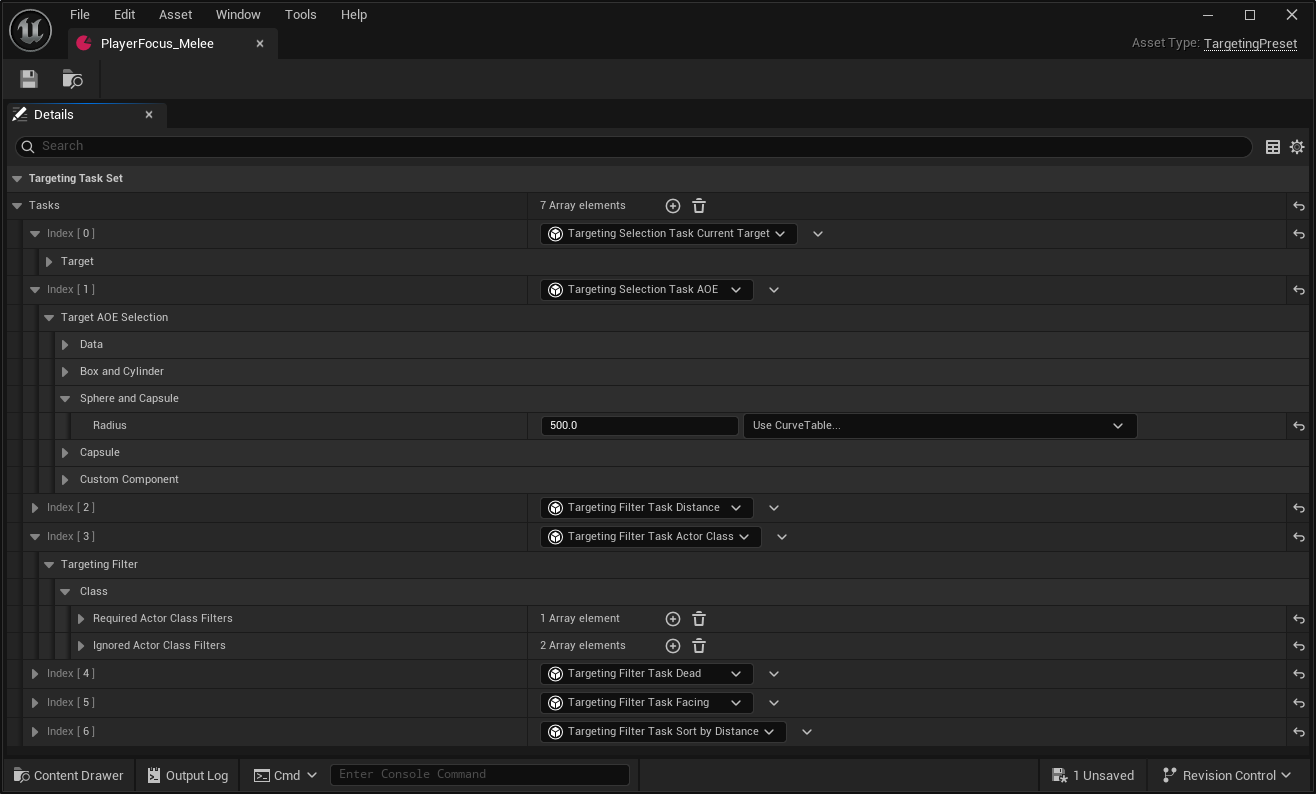 File Edit Asset Window Tools Help
PlayerFocus_Melee
Asset Type: TargetingPreset
Details
Search
Targeting Task Set
Tasks 7 Array elements
Index [ 0 ] Targeting Selection Task Current Target
Target
Index [ 1 ] Targeting Selection Task AOE
Target AOE Selection
Data
Box and Cylinder
Sphere and Capsule
Radius 500.0 Use CurveTable...
Capsule
Custom Component
Index [ 2 ] Targeting Filter Task Distance
Index [ 3 ] Targeting Filter Task Actor Class
Targeting Filter
Class
Required Actor Class Filters 1 Array element
Ignored Actor Class Filters 2 Array elements
Index [ 4 ] Targeting Filter Task Dead
Index [ 5 ] Targeting Filter Task Facing
Index [ 6 ] Targeting Filter Task Sort by Distance
Content Drawer Output Log Cmd Enter Console Command 1 Unsaved Revision Control